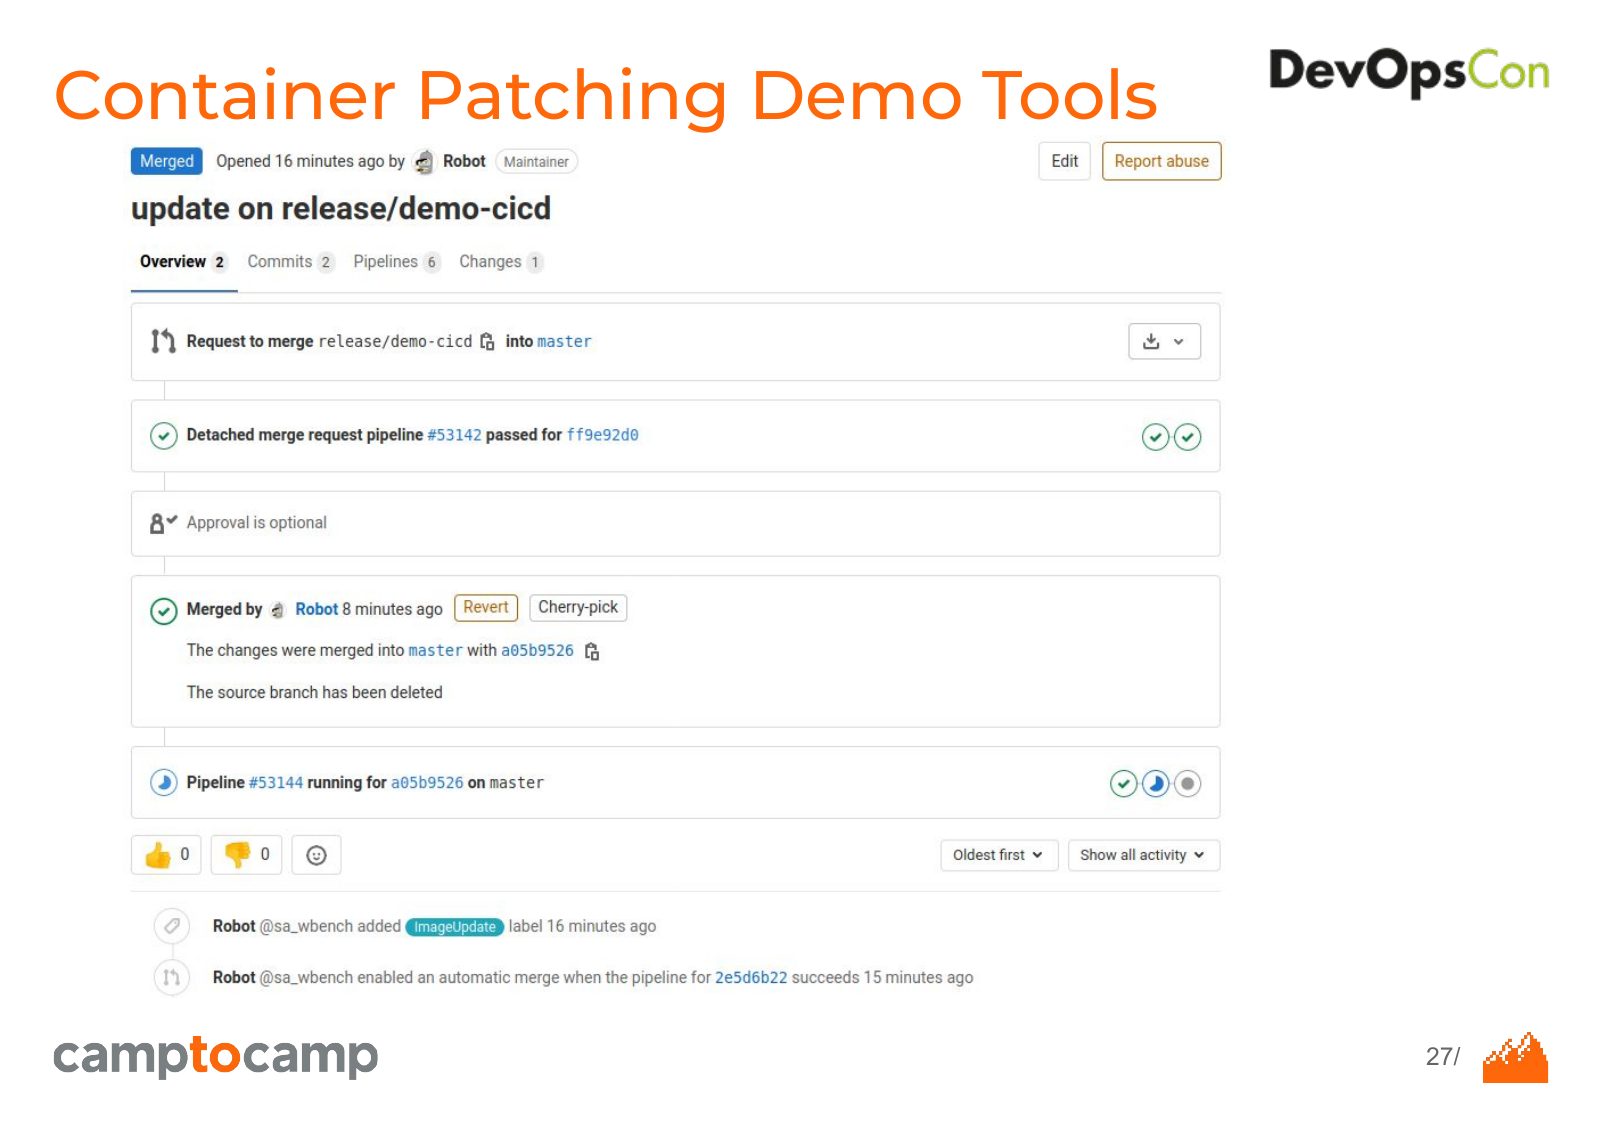 Container Patching Demo Tools
DevOpsCon
Merged Opened 16 minutes ago by Robot Maintainer Edit Report abuse
update on release/demo-cicd
Overview 2 Commits 2 Pipelines 6 Changes 1
Request to merge release/demo-cicd into master
Detached merge request pipeline #53142 passed for ff9e92d0
Approval is optional
Merged by Robot 8 minutes ago Revert Cherry-pick
The changes were merged into master with a05b9526
The source branch has been deleted
Pipeline #53144 running for a05b9526 on master
0 0 Oldest first Show all activity
Robot @sa_wbench added ImageUpdate label 16 minutes ago
Robot @sa_wbench enabled an automatic merge when the pipeline for 2e5d6b22 succeeds 15 minutes ago
camptocamp
27/